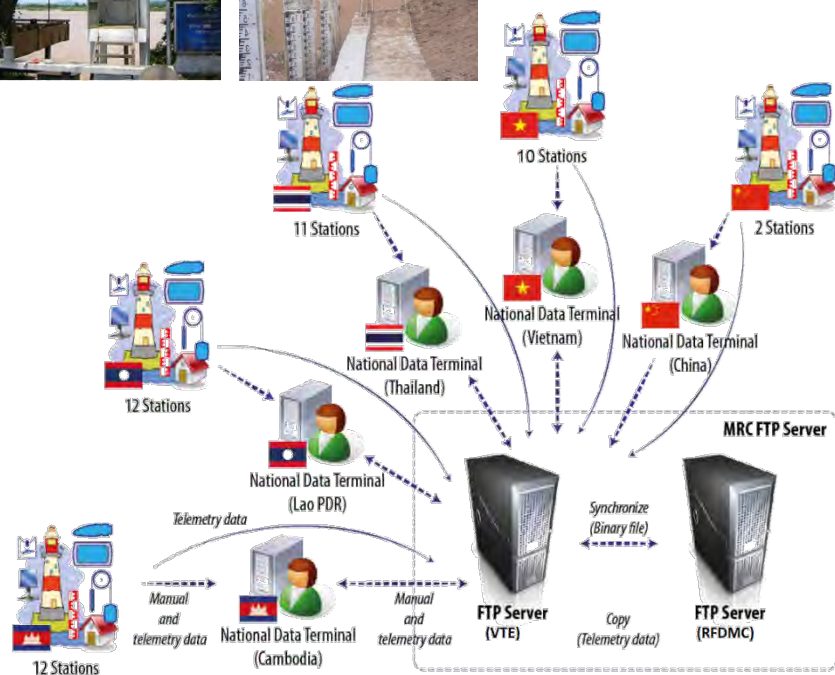 10 Stations
11 Stations
2 Stations
National Data Terminal
(Vietnam)
National Data Terminal
(China)
National Data Terminal
(Thailand)
12 Stations
MRC FTP Server
National Data Terminal
(Lao PDR)
Telemetry data
Synchronize
(Binary file)
Manual
and
telemetry data
National Data Terminal
(Cambodia)
Manual
and
telemetry data
FTP Server
(VTE)
Copy
(Telemetry data)
FTP Server
(RFDMC)
12 Stations